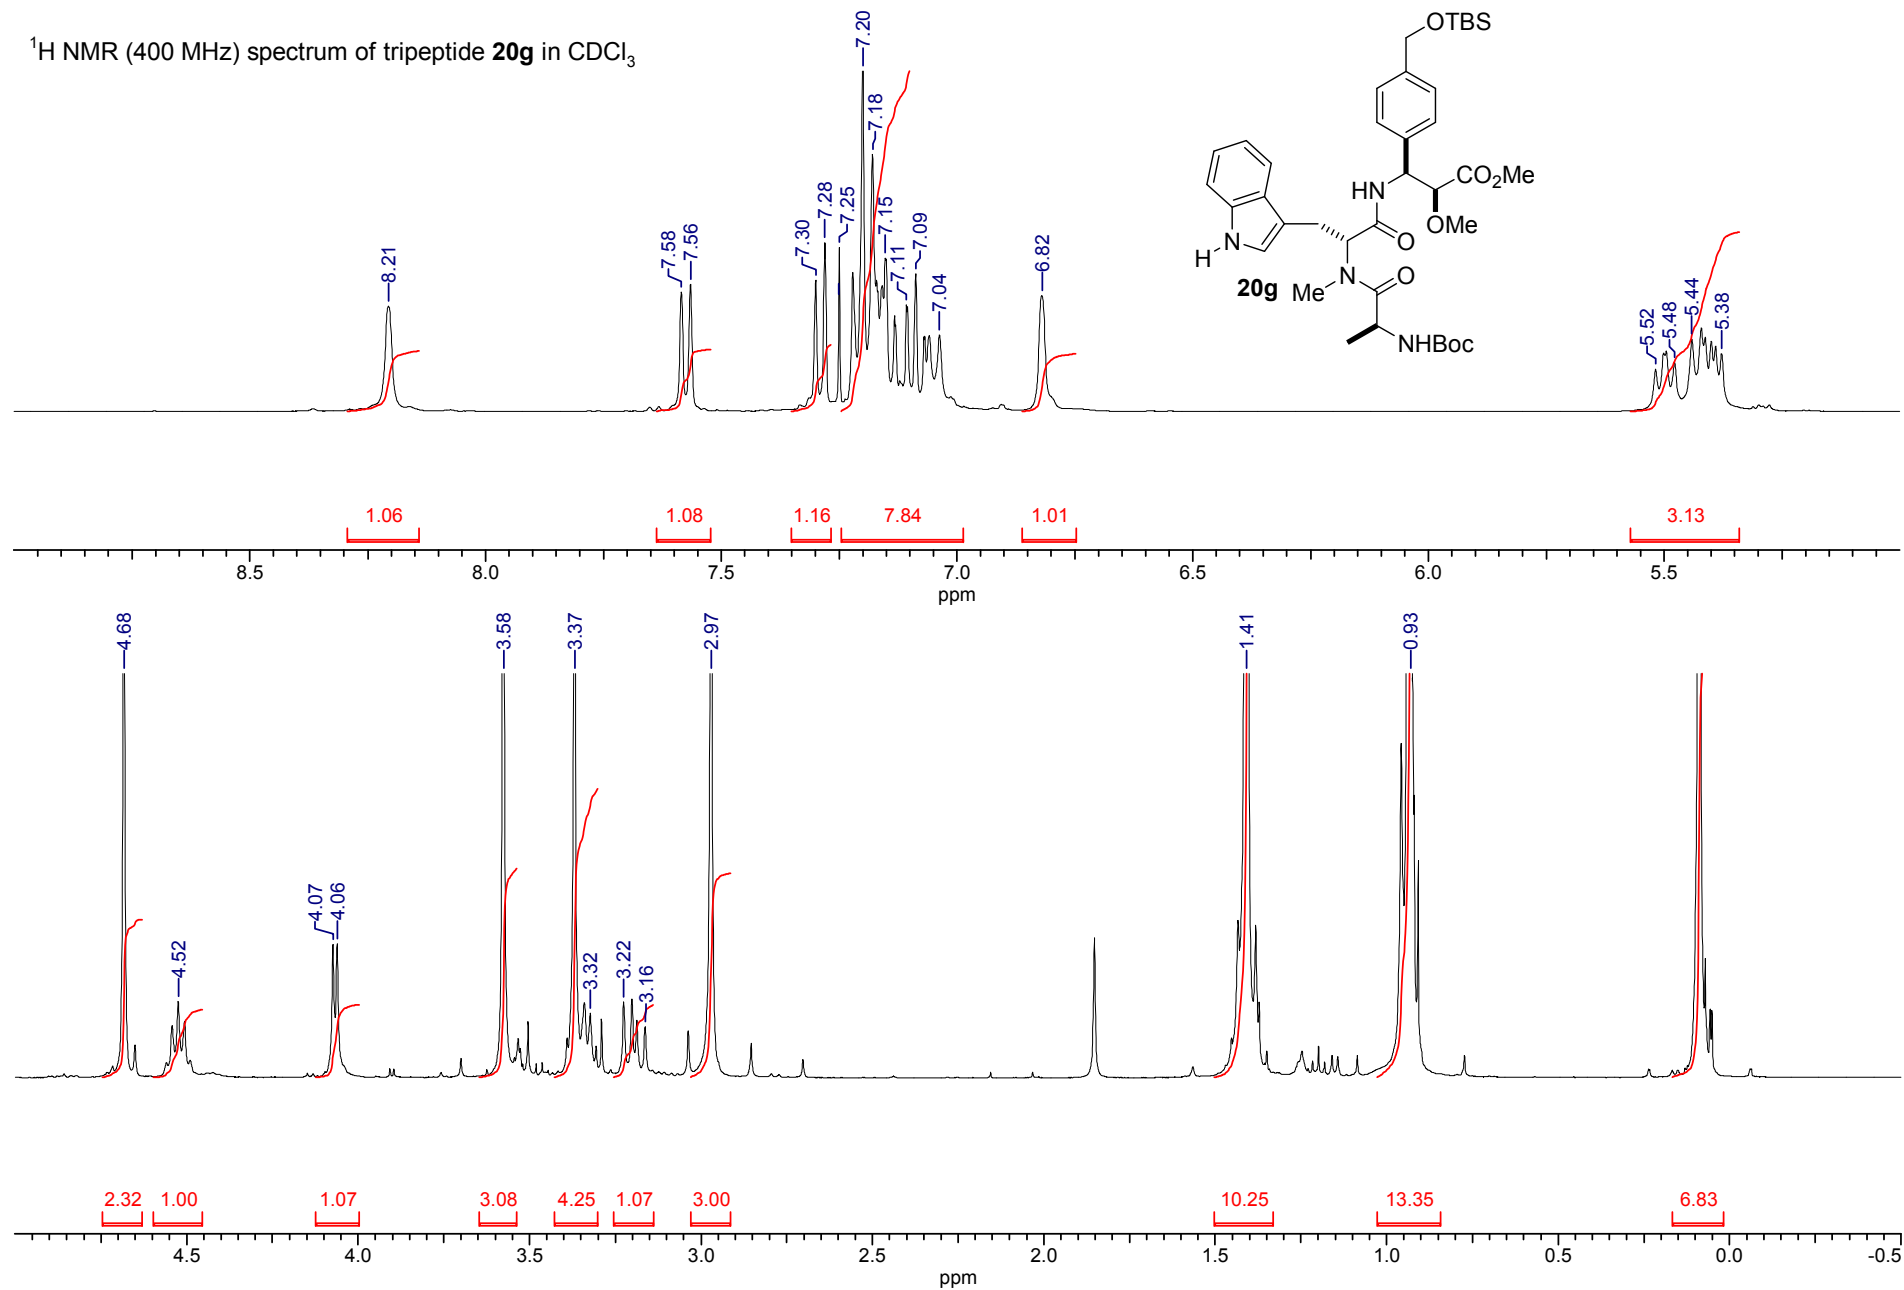 ¹H NMR (400 MHz) spectrum of tripeptide 20g in CDCl₃
OTBS
HN
CO₂Me
OMe
O
N
H
20g
Me
N
O
NHBoc
8.21
7.58
7.56
7.30
7.28
7.25
7.20
7.18
7.15
7.11
7.09
7.04
6.82
5.52
5.48
5.44
5.38
1.06
1.08
1.16
7.84
1.01
3.13
8.5 8.0 7.5 7.0 6.5 6.0 5.5
ppm
4.68
4.52
4.07
4.06
3.58
3.37
3.32
3.22
3.16
2.97
1.41
0.93
2.32
1.00
1.07
3.08
4.25
1.07
3.00
10.25
13.35
6.83
4.5 4.0 3.5 3.0 2.5 2.0 1.5 1.0 0.5 0.0 -0.5
ppm